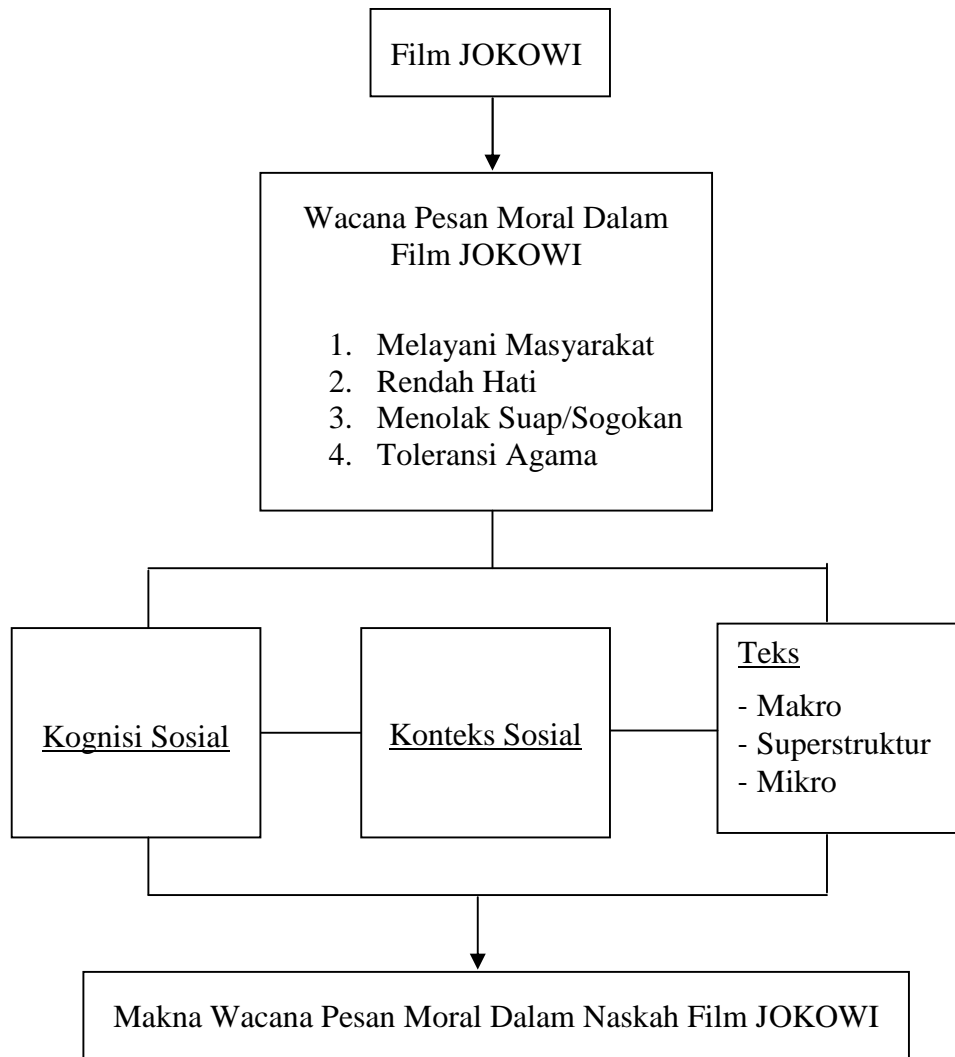 Film JOKOWI
Wacana Pesan Moral Dalam
Film JOKOWI
1. Melayani Masyarakat
2. Rendah Hati
3. Menolak Suap/Sogokan
4. Toleransi Agama
Kognisi Sosial
Konteks Sosial
Teks
- Makro
- Superstruktur
- Mikro
Makna Wacana Pesan Moral Dalam Naskah Film JOKOWI